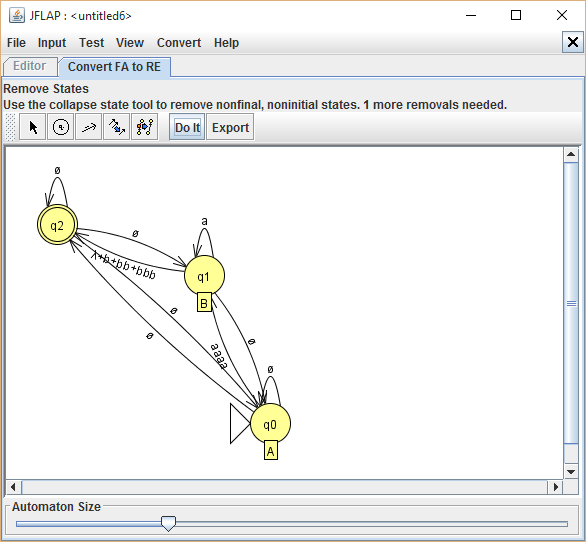 JFLAP : <untitled6>
File Input Test View Convert Help
Editor Convert FA to RE
Remove States
Use the collapse state tool to remove nonfinal, noninitial states. 1 more removals needed.
Do It Export
ø
q2
ø
a
λ+b+bb+bbb
q1
B
ø
ø
aaaa
ø
ø
q0
A
Automaton Size